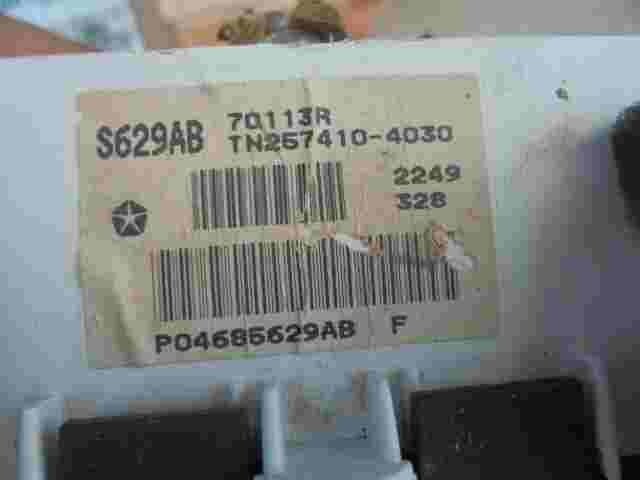 S629AB 70113R
TN257410-4030
2249
328
P04685629AB F